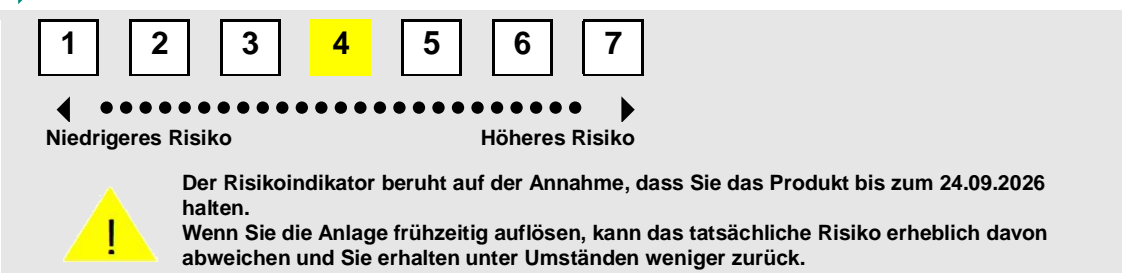 1 2 3 4 5 6 7
Niedrigeres Risiko Höheres Risiko
Der Risikoindikator beruht auf der Annahme, dass Sie das Produkt bis zum 24.09.2026
halten.
Wenn Sie die Anlage frühzeitig auflösen, kann das tatsächliche Risiko erheblich davon
abweichen und Sie erhalten unter Umständen weniger zurück.
!